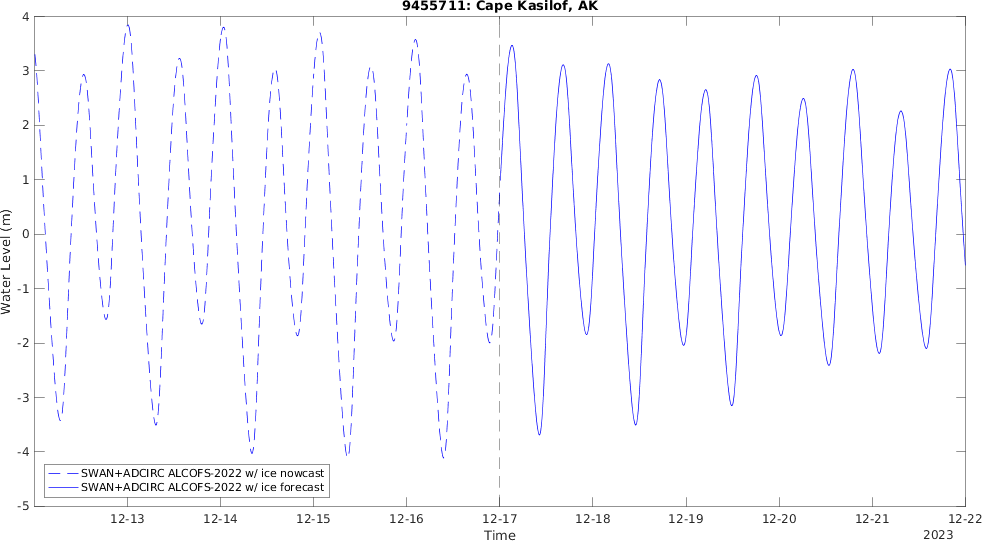 9455711: Cape Kasilof, AK
4
3
2
1
0
-1
-2
-3
-4
-5
Water Level (m)
SWAN+ADCIRC ALCOFS-2022 w/ ice nowcast
SWAN+ADCIRC ALCOFS-2022 w/ ice forecast
12-13 12-14 12-15 12-16 12-17 12-18 12-19 12-20 12-21 12-22
Time
2023